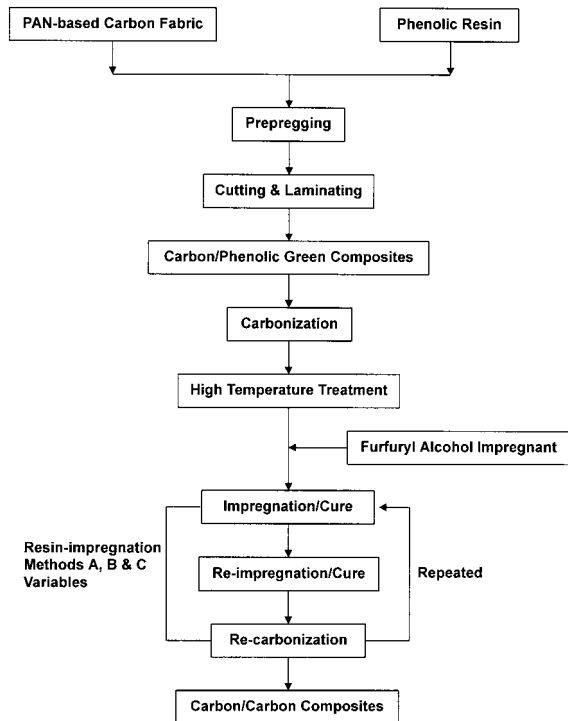 PAN-based Carbon Fabric
Phenolic Resin
Prepregging
Cutting & Laminating
Carbon/Phenolic Green Composites
Carbonization
High Temperature Treatment
Furfuryl Alcohol Impregnant
Impregnation/Cure
Resin-impregnation
Methods A, B & C
Variables
Re-impregnation/Cure
Repeated
Re-carbonization
Carbon/Carbon Composites